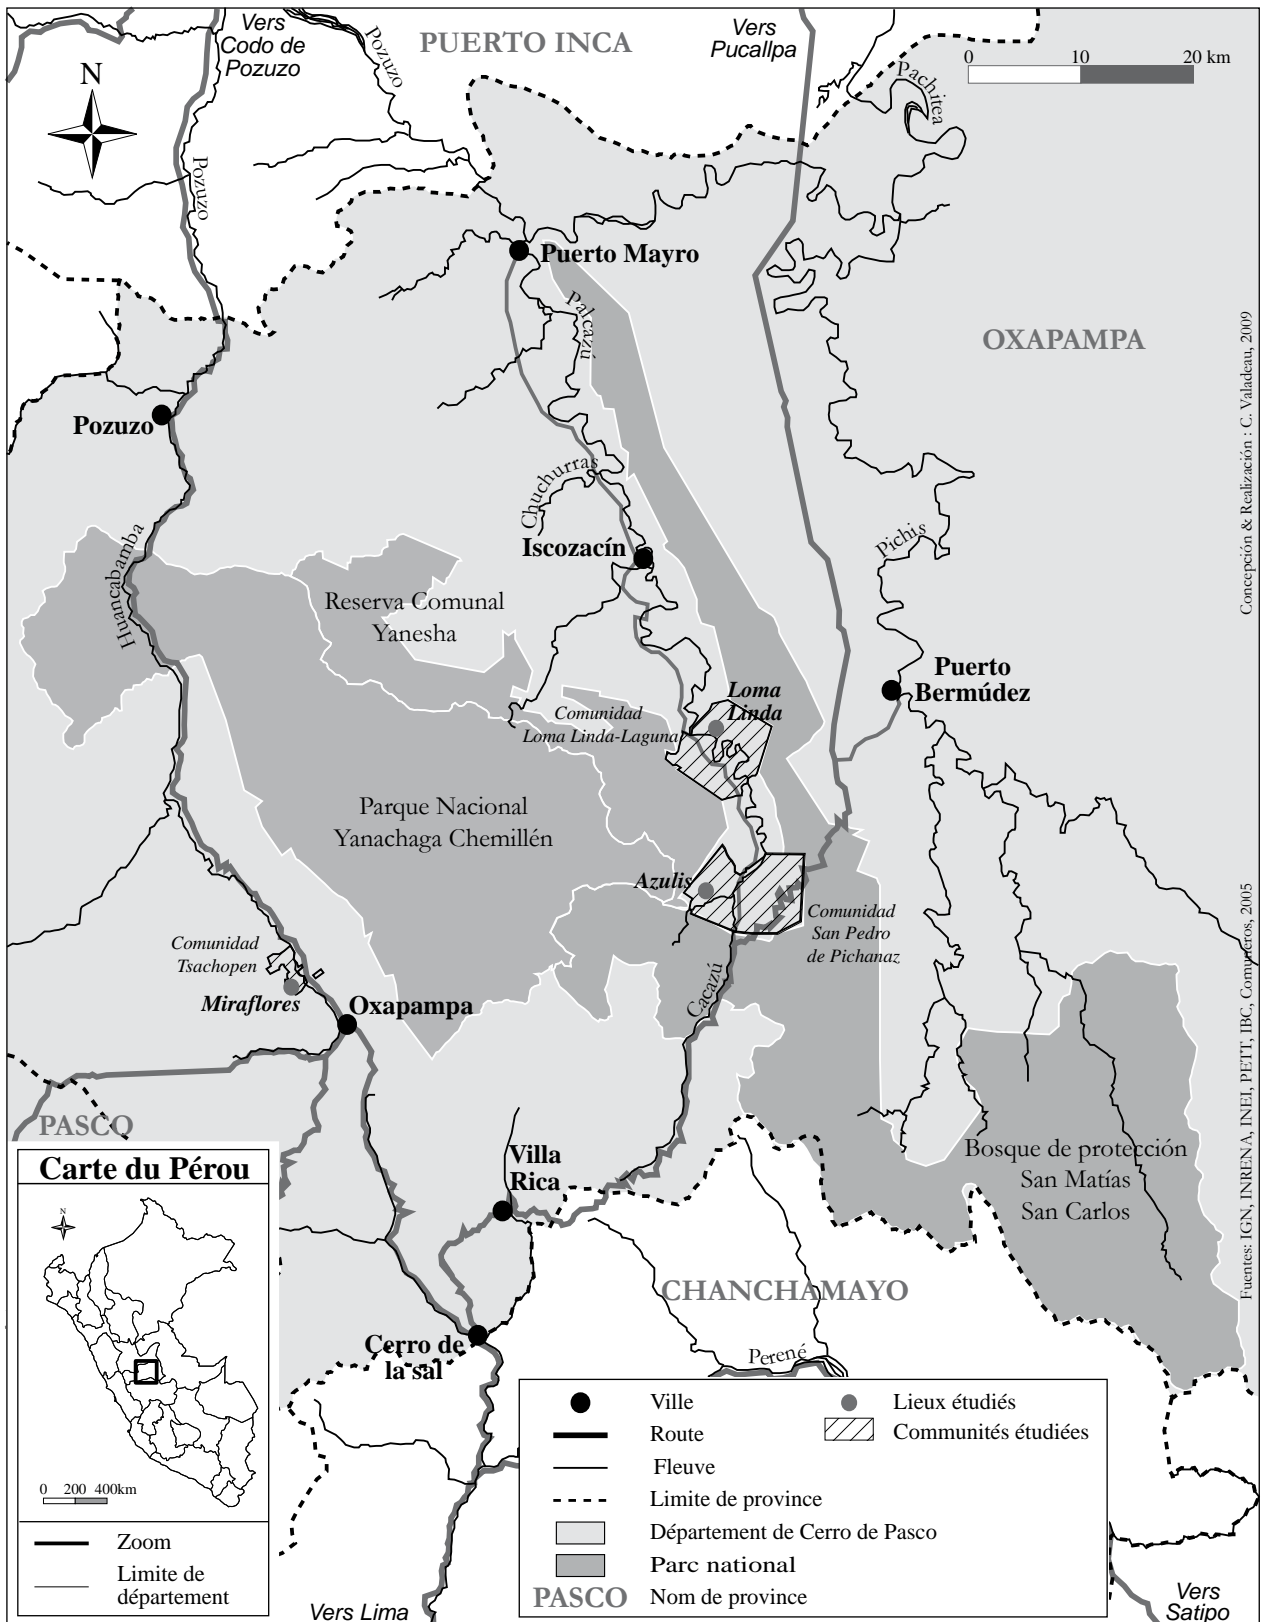 Vers
Codo de
Pozuzo
Pozuzo
PUERTO INCA
Vers
Pucallpa
0 10 20 km
Pachitea
N
Pozuzo
Puerto Mayro
Palcazú
OXAPAMPA
Concepción & Realización : C. Valadeau, 2009
Pozuzo
Chuchurras
Iscozacín
Pichis
Huancabamba
Reserva Comunal
Yanesha
Puerto
Bermúdez
Loma
Linda
Comunidad
Loma Linda-Laguna
Parque Nacional
Yanachaga Chemillén
Azulis
Comunidad
San Pedro
de Pichanaz
Comunidad
Tsachopen
Miraflores
Oxapampa
Cacazú
Fuentes: IGN, INRENA, INEI, PETT, IBC, Comuneros, 2005
PASCO
Villa
Rica
Bosque de protección
San Matías
San Carlos
CHANCHAMAYO
Cerro de
la sal
Perené
Carte du Pérou
N
0 200 400km
Zoom
Limite de
département
Ville
Route
Fleuve
Limite de province
Département de Cerro de Pasco
Parc national
PASCO Nom de province
Lieux étudiés
Communités étudiées
Vers Lima
Vers
Satipo